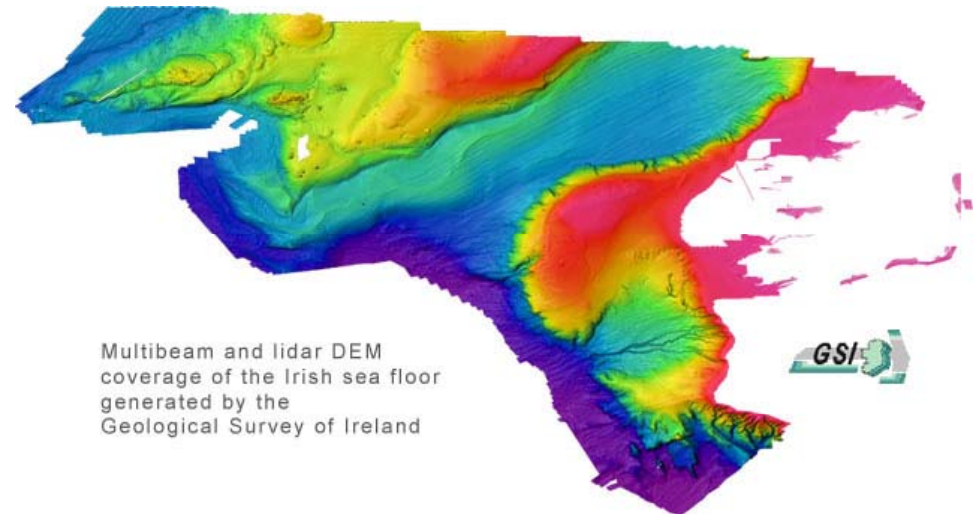 Multibeam and lidar DEM
coverage of the Irish sea floor
generated by the
Geological Survey of Ireland
GSI